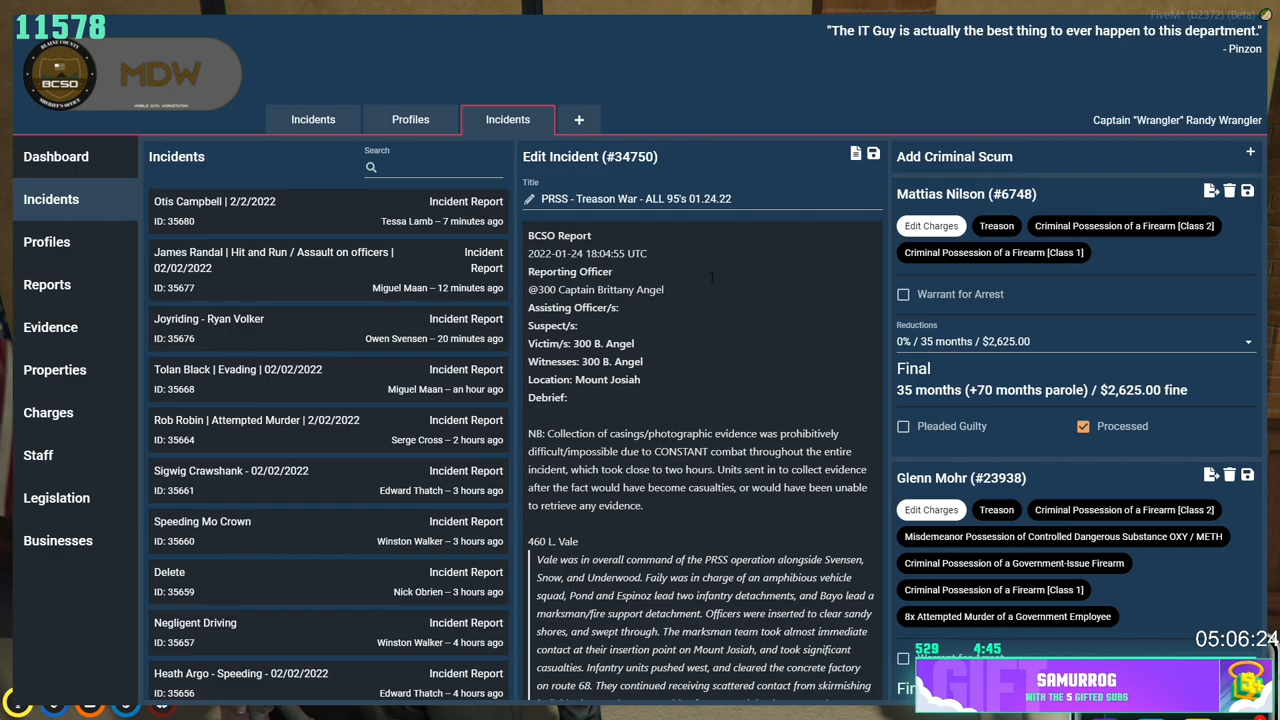 11578
FiveM* (b2372) (Beta)
"The IT Guy is actually the best thing to ever happen to this department."
- Pinzon
BLAINE COUNTY
BCSO
SHERIFF'S OFFICE
MDW
MOBILE DATA WORKSTATION
Incidents
Profiles
Incidents
+
Captain "Wrangler" Randy Wrangler
Dashboard
Incidents
Profiles
Reports
Evidence
Properties
Charges
Staff
Legislation
Businesses
Incidents
Search
Otis Campbell | 2/2/2022
Incident Report
ID: 35680
Tessa Lamb – 7 minutes ago
James Randal | Hit and Run / Assault on officers |
02/02/2022
Incident
Report
ID: 35677
Miguel Maan – 12 minutes ago
Joyriding - Ryan Volker
Incident Report
ID: 35676
Owen Svensen – 20 minutes ago
Tolan Black | Evading | 02/02/2022
Incident Report
ID: 35668
Miguel Maan – an hour ago
Rob Robin | Attempted Murder | 2/02/2022
Incident Report
ID: 35664
Serge Cross – 2 hours ago
Sigwig Crawshank - 02/02/2022
Incident Report
ID: 35661
Edward Thatch – 3 hours ago
Speeding Mo Crown
Incident Report
ID: 35660
Winston Walker – 3 hours ago
Delete
Incident Report
ID: 35659
Nick Obrien – 3 hours ago
Negligent Driving
Incident Report
ID: 35657
Winston Walker – 4 hours ago
Heath Argo - Speeding - 02/02/2022
Incident Report
ID: 35656
Edward Thatch – 4 hours ago
Edit Incident (#34750)
Title
PRSS - Treason War - ALL 95's 01.24.22
BCSO Report
2022-01-24 18:04:55 UTC
Reporting Officer
@300 Captain Brittany Angel
Assisting Officer/s:
Suspect/s:
Victim/s: 300 B. Angel
Witnesses: 300 B. Angel
Location: Mount Josiah
Debrief:
NB: Collection of casings/photographic evidence was prohibitively
difficult/impossible due to CONSTANT combat throughout the entire
incident, which took close to two hours. Units sent in to collect evidence
after the fact would have become casualties, or would have been unable
to retrieve any evidence.
460 L. Vale
Vale was in overall command of the PRSS operation alongside Svensen,
Snow, and Underwood. Faily was in charge of an amphibious vehicle
squad, Pond and Espinoz lead two infantry detachments, and Bayo lead a
marksman/fire support detachment. Officers were inserted to clear sandy
shores, and swept through. The marksman team took almost immediate
contact at their insertion point on Mount Josiah, and took significant
casualties. Infantry units pushed west, and cleared the concrete factory
on route 68. They continued receiving scattered contact from skirmishing
Add Criminal Scum
+
Mattias Nilson (#6748)
Edit Charges
Treason
Criminal Possession of a Firearm [Class 2]
Criminal Possession of a Firearm [Class 1]
Warrant for Arrest
Reductions
0% / 35 months / $2,625.00
Final
35 months (+70 months parole) / $2,625.00 fine
Pleaded Guilty
Processed
Glenn Mohr (#23938)
Edit Charges
Treason
Criminal Possession of a Firearm [Class 2]
Misdemeanor Possession of Controlled Dangerous Substance OXY / METH
Criminal Possession of a Government-Issue Firearm
Criminal Possession of a Firearm [Class 1]
8x Attempted Murder of a Government Employee
05:06:24
529
4:45
Warrant for Arrest
GIFT
SAMURROG
WITH THE 5 GIFTED SUBS
5+